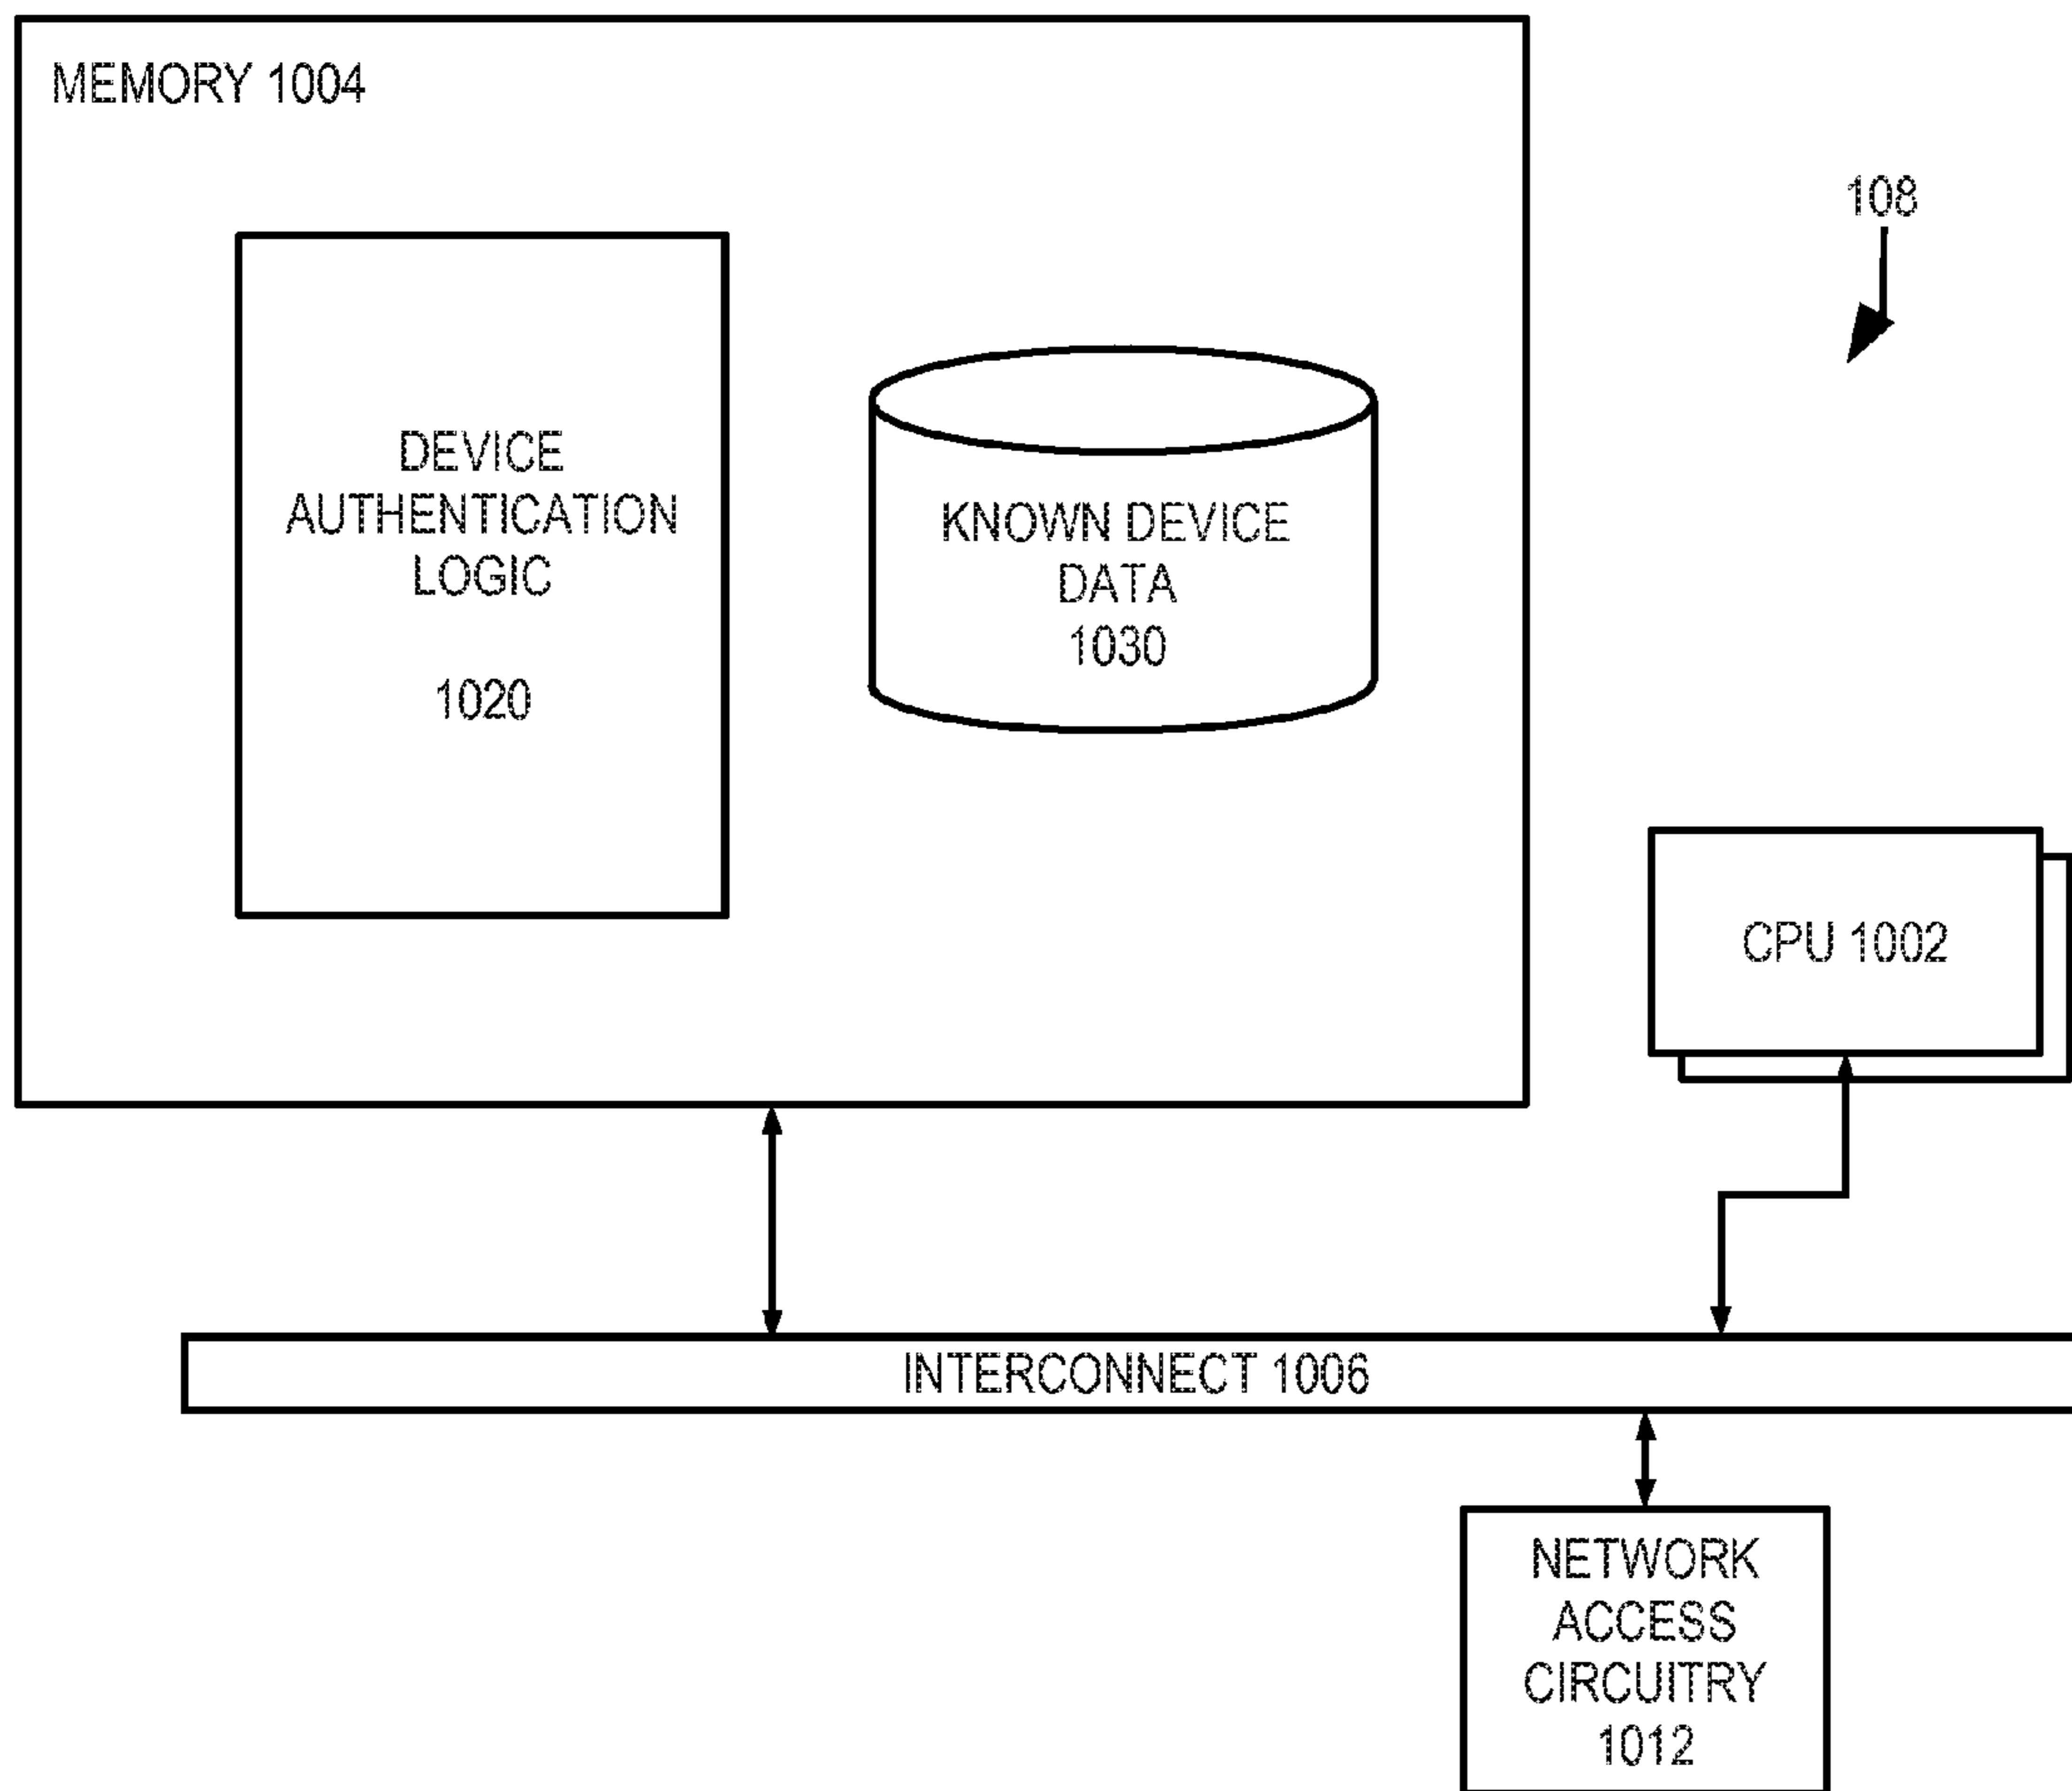 MEMORY 1004
108
DEVICE
AUTHENTICATION
LOGIC
1020
KNOWN DEVICE
DATA
1030
CPU 1002
INTERCONNECT 1006
NETWORK
ACCESS
CIRCUITRY
1012